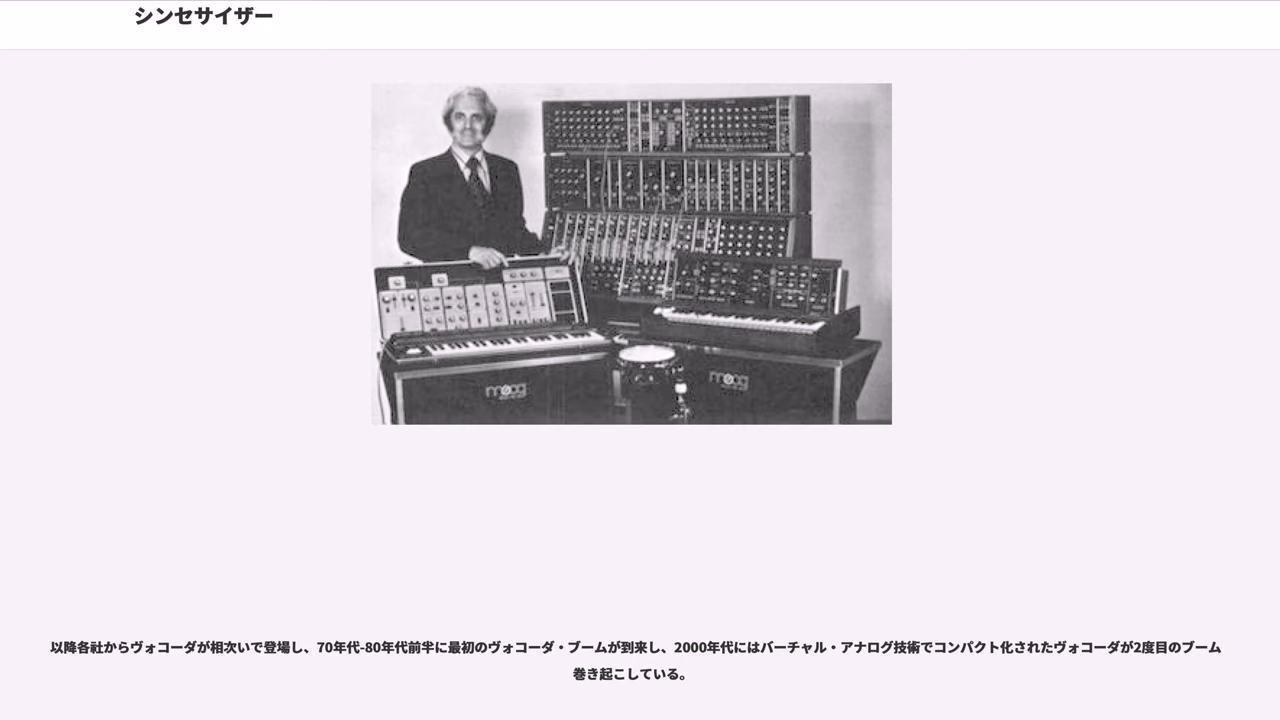 シンセサイザー
moog
moog
以降各社からヴォコーダが相次いで登場し、70年代-80年代前半に最初のヴォコーダ・ブームが到来し、2000年代にはバーチャル・アナログ技術でコンパクト化されたヴォコーダが2度目のブーム
巻き起こしている。